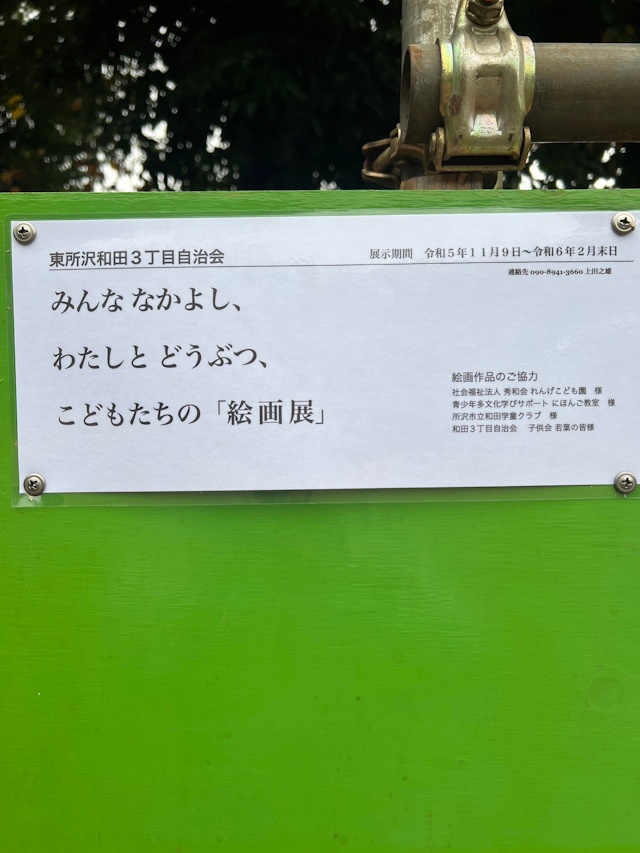 東所沢和田３丁目自治会
展示期間　令和５年１１月９日～令和６年２月末日
連絡先 090-8941-3660 上田之雄
みんな なかよし、
わたしと どうぶつ、
こどもたちの「絵画展」
絵画作品のご協力
社会福祉法人 秀和会 れんげこども園　様
青少年多文化学びサポート にほんご教室　様
所沢市立和田学童クラブ　様
和田３丁目自治会　子供会 若葉の皆様